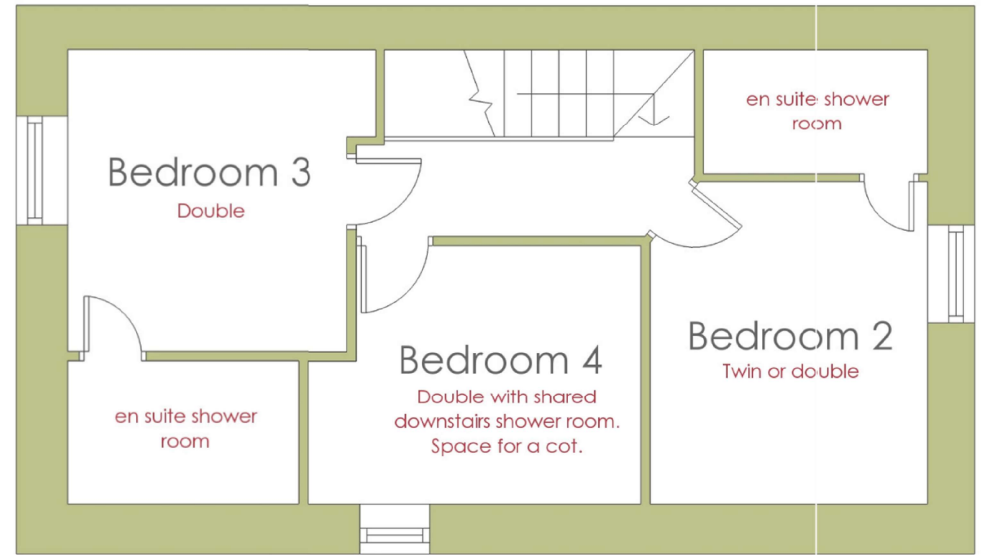 en suite shower
room
Bedroom 3
Double
Bedroom 2
Twin or double
Bedroom 4
Double with shared
downstairs shower room.
Space for a cot.
en suite shower
room